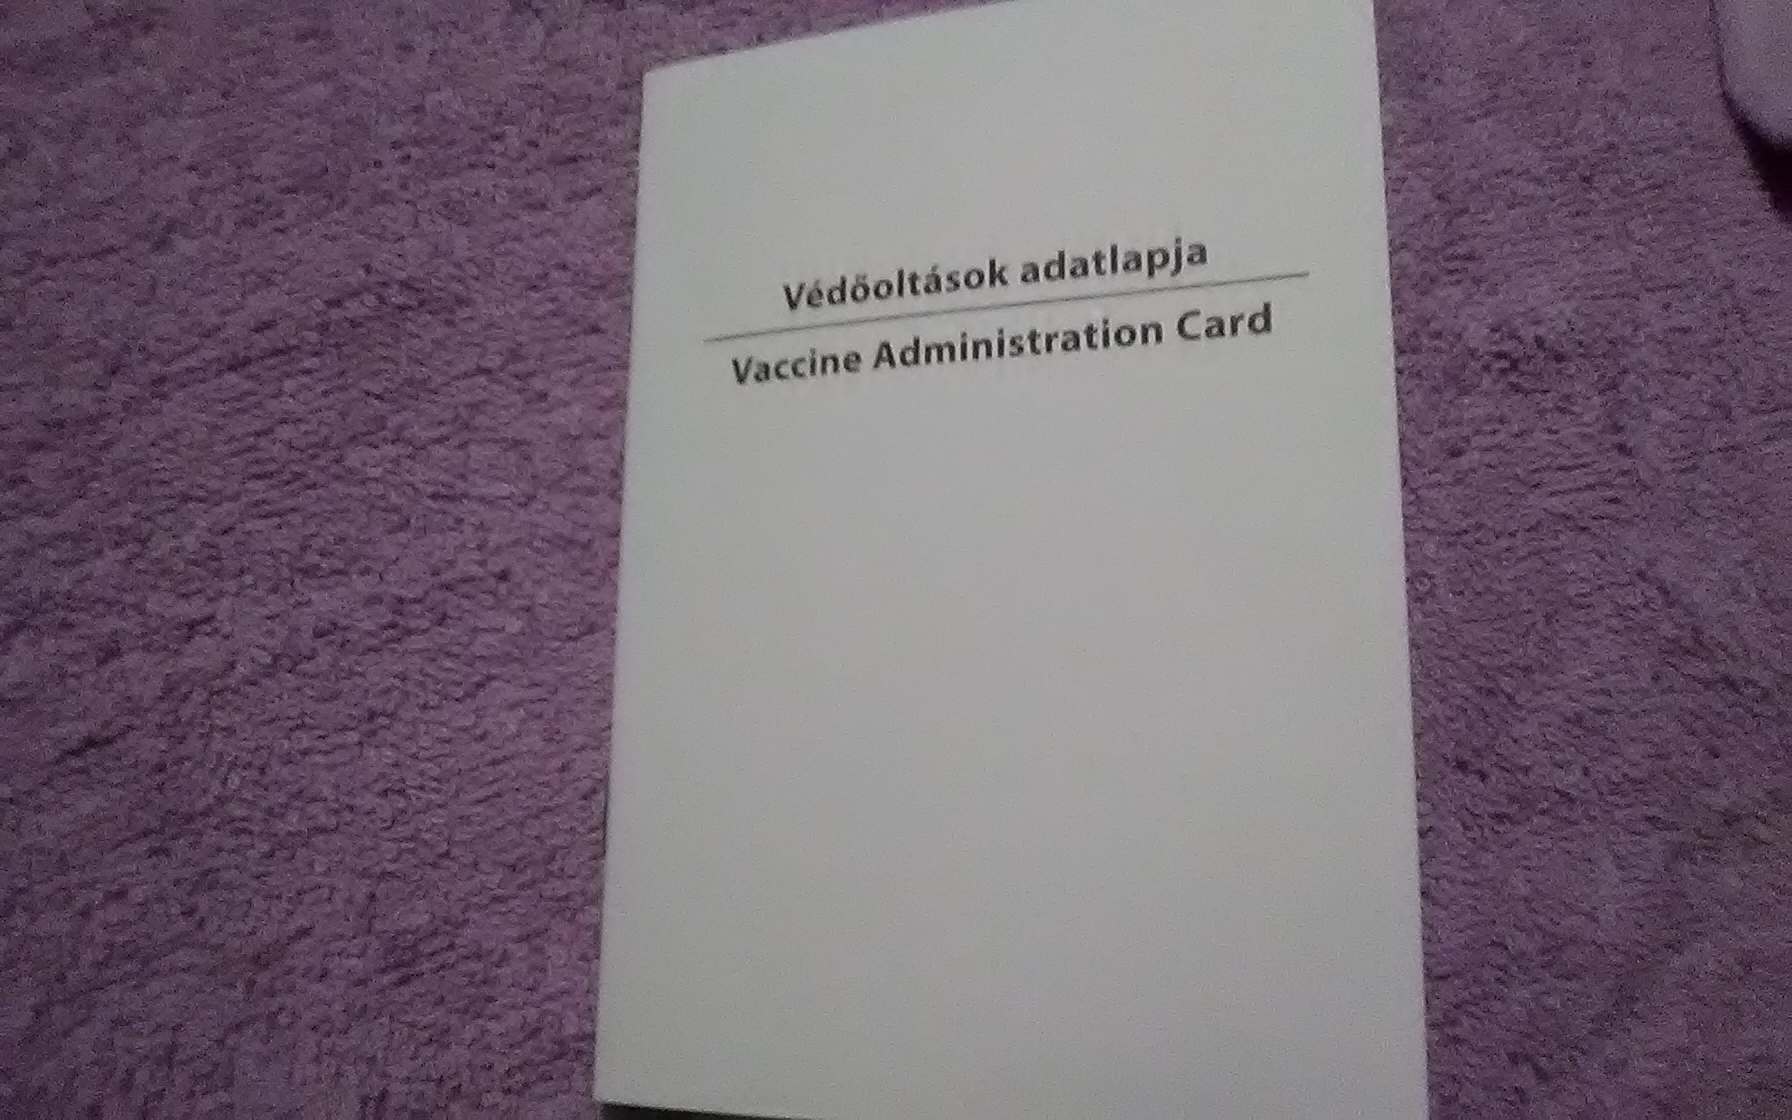 Védőoltások adatlapja
Vaccine Administration Card